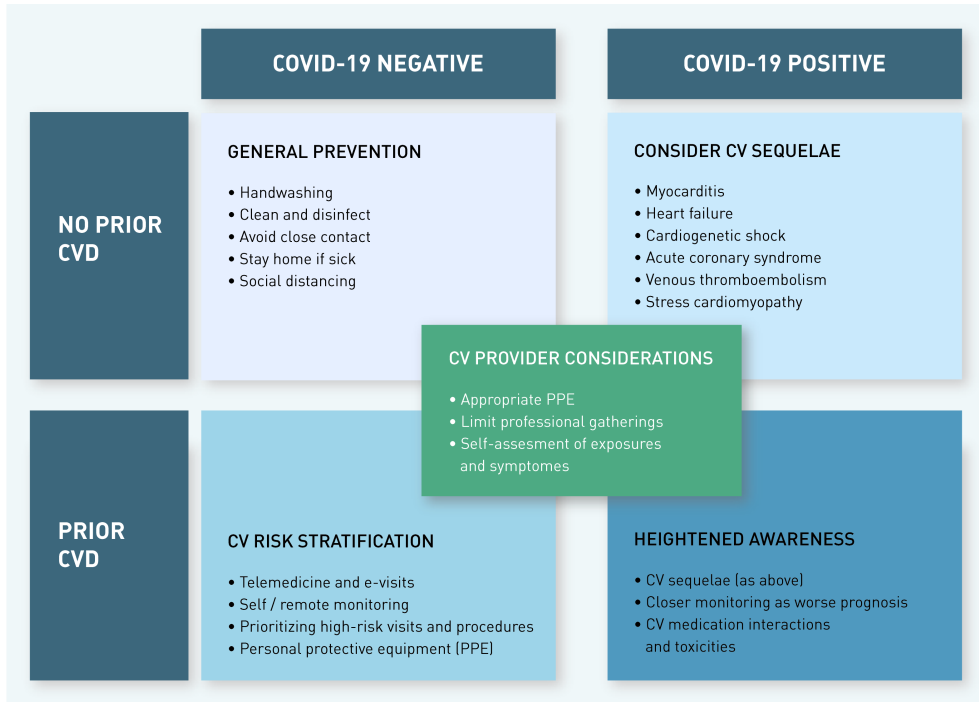 COVID-19 NEGATIVE
COVID-19 POSITIVE
NO PRIOR
CVD
GENERAL PREVENTION
• Handwashing
• Clean and disinfect
• Avoid close contact
• Stay home if sick
• Social distancing
CONSIDER CV SEQUELAE
• Myocarditis
• Heart failure
• Cardiogenetic shock
• Acute coronary syndrome
• Venous thromboembolism
• Stress cardiomyopathy
CV PROVIDER CONSIDERATIONS
• Appropriate PPE
• Limit professional gatherings
• Self-assesment of exposures
and symptomes
PRIOR
CVD
CV RISK STRATIFICATION
• Telemedicine and e-visits
• Self / remote monitoring
• Prioritizing high-risk visits and procedures
• Personal protective equipment (PPE)
HEIGHTENED AWARENESS
• CV sequelae (as above)
• Closer monitoring as worse prognosis
• CV medication interactions
and toxicities